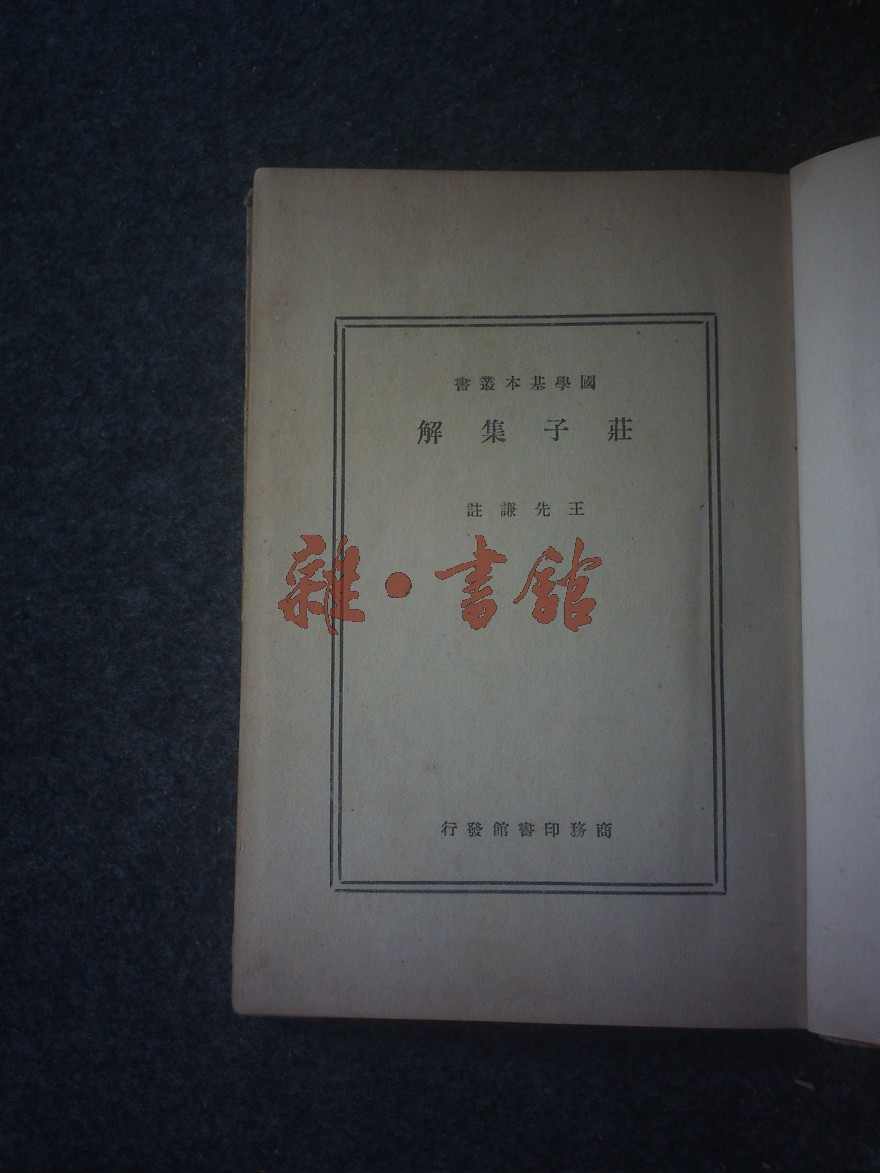 國學基本叢書
莊子集解
王先謙註
雜·書館
商務印書館發行